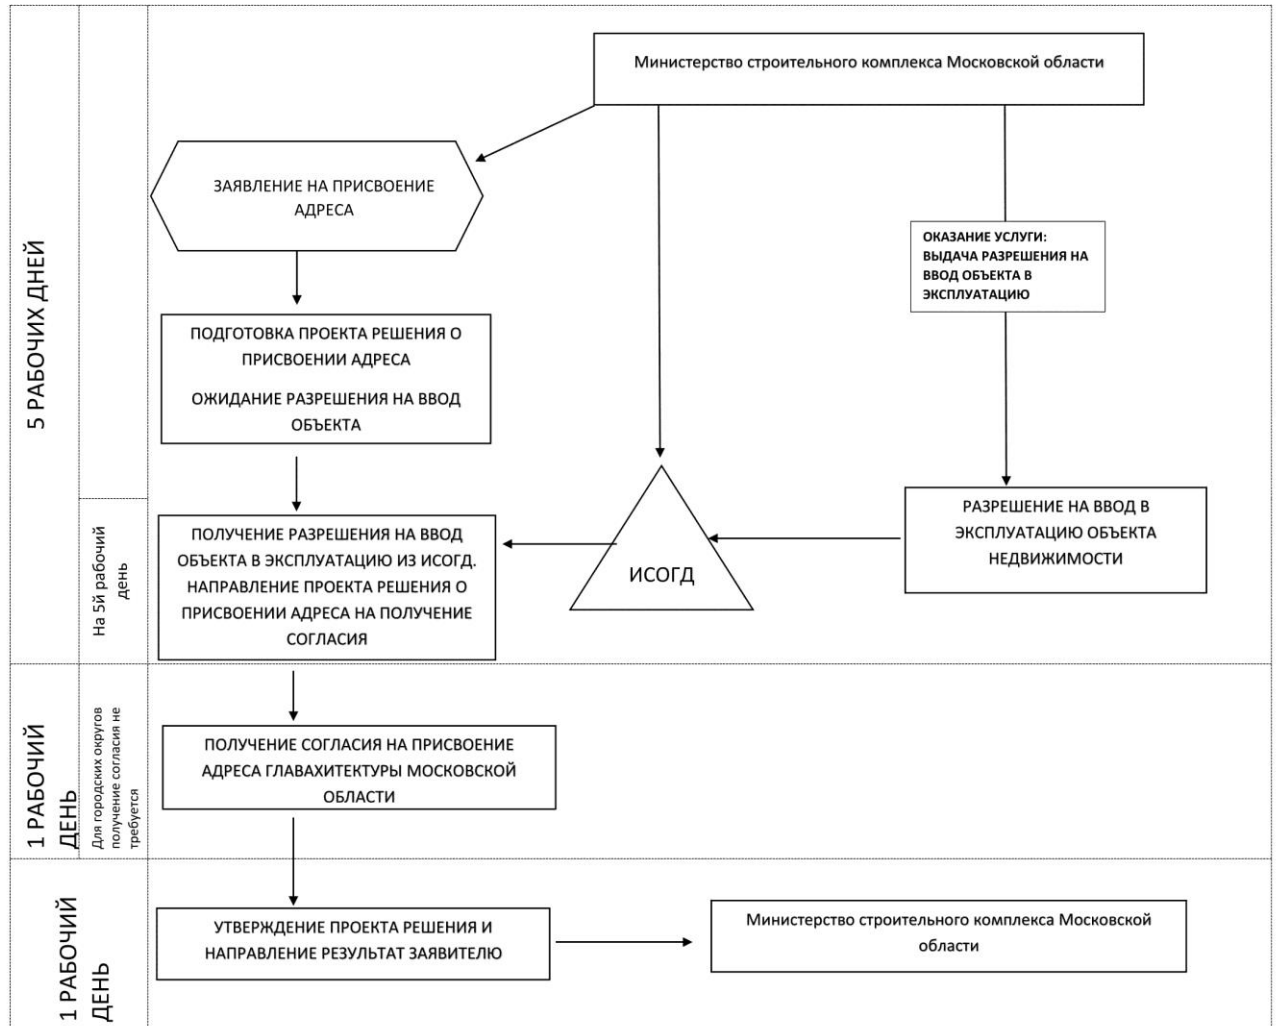 Министерство строительного комплекса Московской области
ЗАЯВЛЕНИЕ НА ПРИСВОЕНИЕ
АДРЕСА
ОКАЗАНИЕ УСЛУГИ:
ВЫДАЧА РАЗРЕШЕНИЯ НА
ВВОД ОБЪЕКТА В
ЭКСПЛУАТАЦИЮ
5 РАБОЧИХ ДНЕЙ
ПОДГОТОВКА ПРОЕКТА РЕШЕНИЯ О
ПРИСВОЕНИИ АДРЕСА
ОЖИДАНИЕ РАЗРЕШЕНИЯ НА ВВОД
ОБЪЕКТА
На 5й рабочий
день
ПОЛУЧЕНИЕ РАЗРЕШЕНИЯ НА ВВОД
ОБЪЕКТА В ЭКСПЛУАТАЦИЮ ИЗ ИСОГД.
НАПРАВЛЕНИЕ ПРОЕКТА РЕШЕНИЯ О
ПРИСВОЕНИИ АДРЕСА НА ПОЛУЧЕНИЕ
СОГЛАСИЯ
ИСОГД
РАЗРЕШЕНИЕ НА ВВОД В
ЭКСПЛУАТАЦИЮ ОБЪЕКТА
НЕДВИЖИМОСТИ
1 РАБОЧИЙ
ДЕНЬ
Для городских округов
получение согласия не
требуется
ПОЛУЧЕНИЕ СОГЛАСИЯ НА ПРИСВОЕНИЕ
АДРЕСА ГЛАВАХИТЕКТУРЫ МОСКОВСКОЙ
ОБЛАСТИ
1 РАБОЧИЙ
ДЕНЬ
УТВЕРЖДЕНИЕ ПРОЕКТА РЕШЕНИЯ И
НАПРАВЛЕНИЕ РЕЗУЛЬТАТ ЗАЯВИТЕЛЮ
Министерство строительного комплекса Московской
области